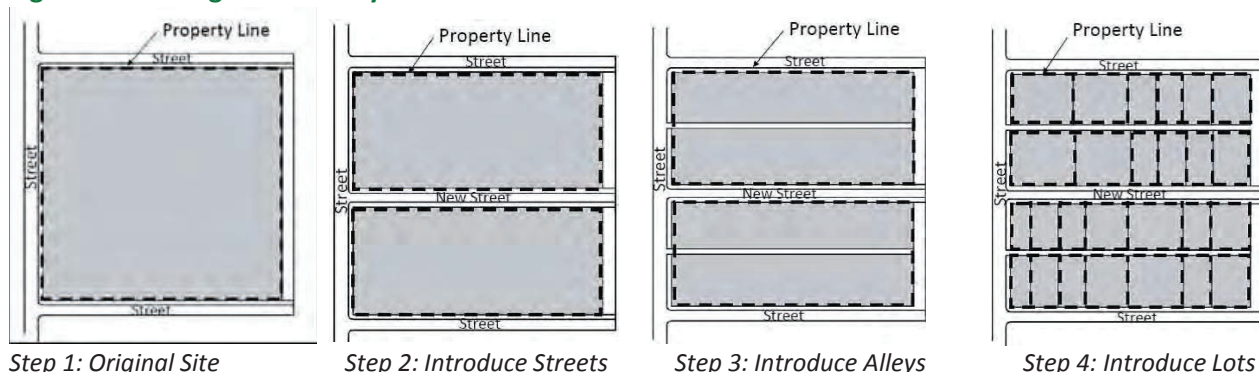 Property Line
Street
Street
Street
Step 1: Original Site
Property Line
Street
Street
New Street
Street
Step 2: Introduce Streets
Property Line
Street
Street
New Street
Street
Step 3: Introduce Alleys
Property Line
Street
Street
New Street
Street
Step 4: Introduce Lots